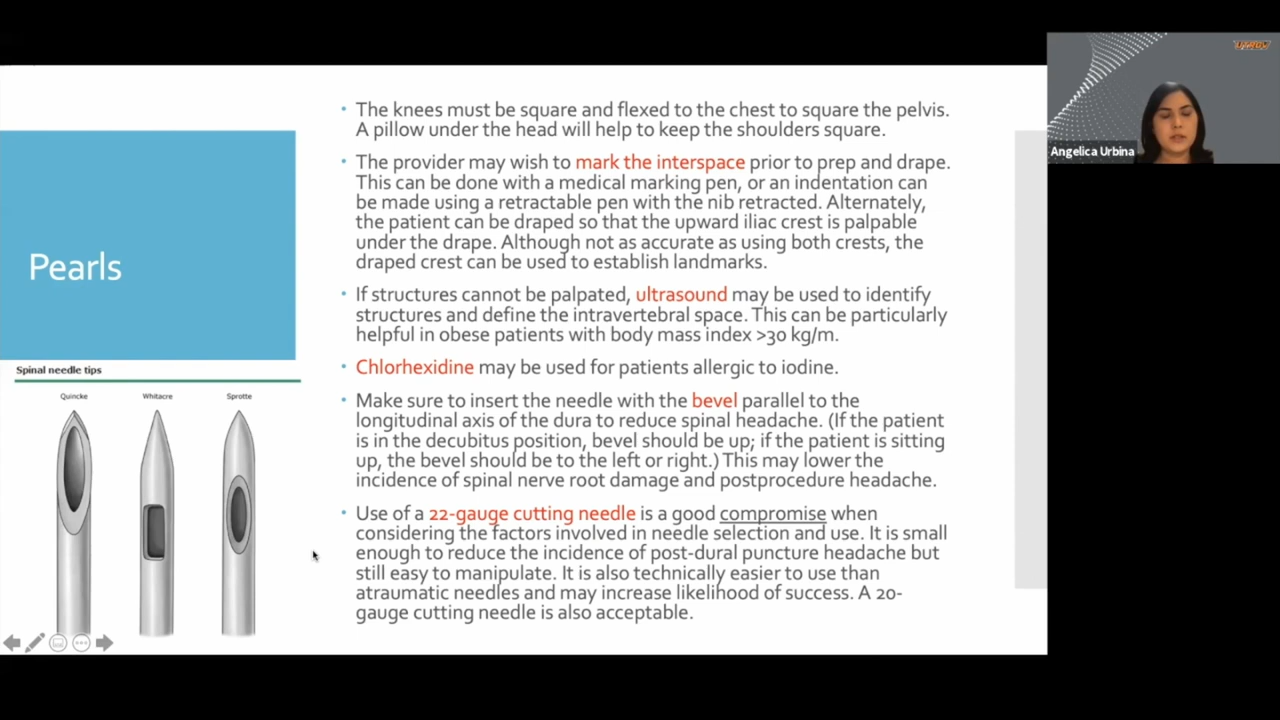 Pearls
Spinal needle tips
Quincke
Whitacre
Sprotte
• The knees must be square and flexed to the chest to square the pelvis.
A pillow under the head will help to keep the shoulders square.
• The provider may wish to mark the interspace prior to prep and drape.
This can be done with a medical marking pen, or an indentation can
be made using a retractable pen with the nib retracted. Alternately,
the patient can be draped so that the upward iliac crest is palpable
under the drape. Although not as accurate as using both crests, the
draped crest can be used to establish landmarks.
• If structures cannot be palpated, ultrasound may be used to identify
structures and define the intravertebral space. This can be particularly
helpful in obese patients with body mass index >30 kg/m.
• Chlorhexidine may be used for patients allergic to iodine.
• Make sure to insert the needle with the bevel parallel to the
longitudinal axis of the dura to reduce spinal headache. (If the patient
is in the decubitus position, bevel should be up; if the patient is sitting
up, the bevel should be to the left or right.) This may lower the
incidence of spinal nerve root damage and postprocedure headache.
• Use of a 22-gauge cutting needle is a good compromise when
considering the factors involved in needle selection and use. It is small
enough to reduce the incidence of post-dural puncture headache but
still easy to manipulate. It is also technically easier to use than
atraumatic needles and may increase likelihood of success. A 20-
gauge cutting needle is also acceptable.
Angelica Urbina